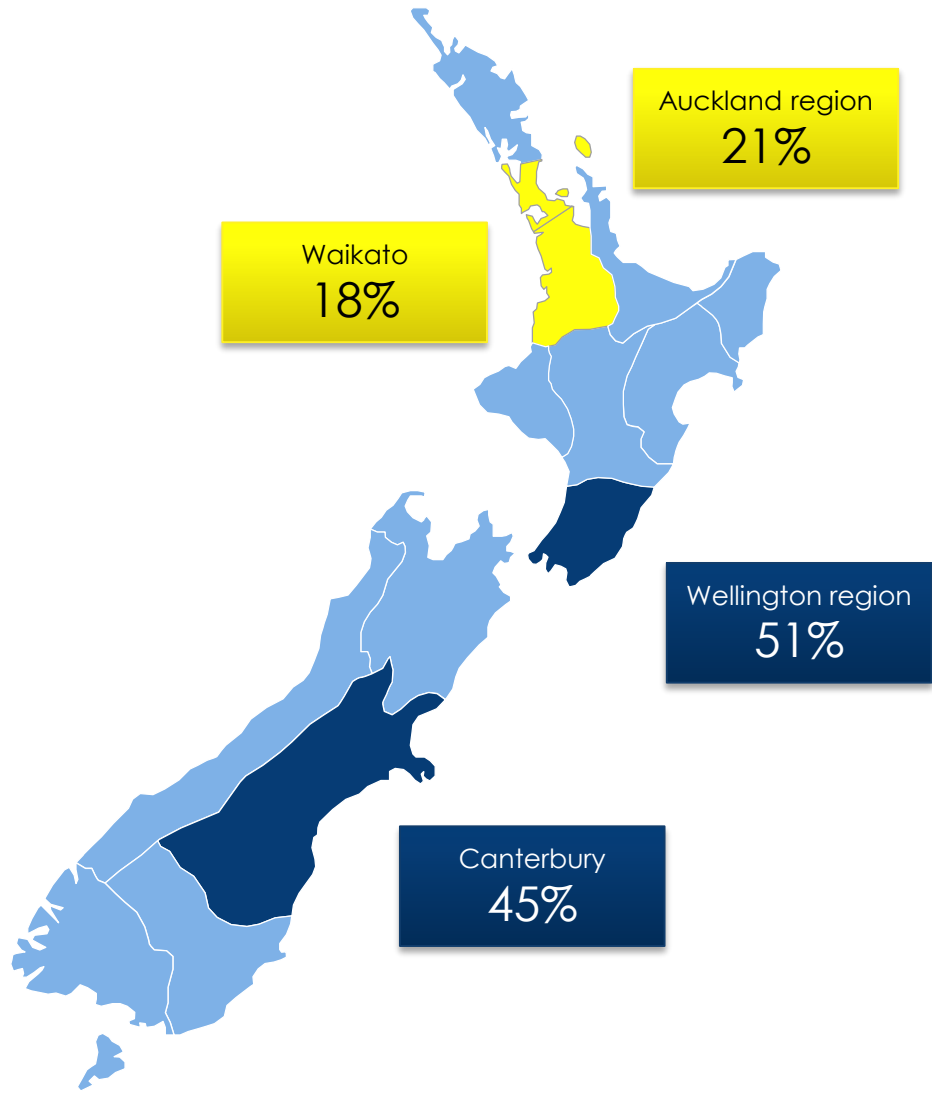 Auckland region
21%
Waikato
18%
Wellington region
51%
Canterbury
45%